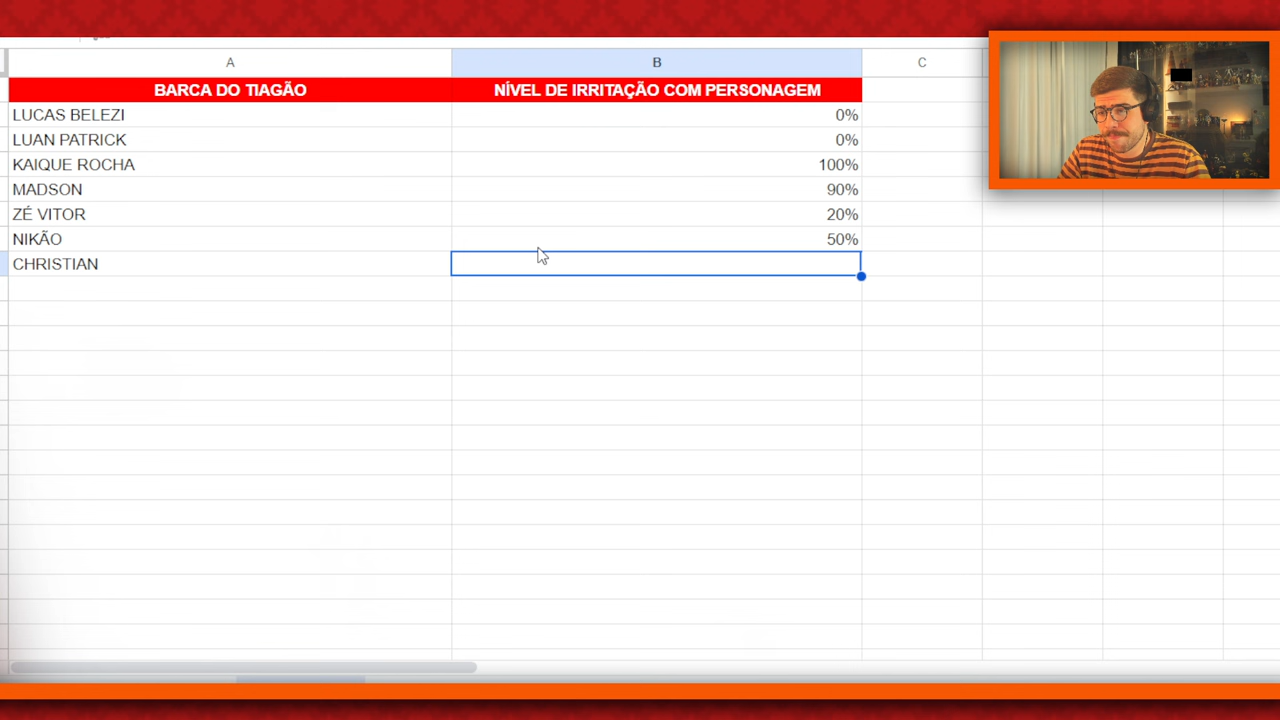 A B C
BARCA DO TIAGÃO NÍVEL DE IRRITAÇÃO COM PERSONAGEM
LUCAS BELEZI 0%
LUAN PATRICK 0%
KAIQUE ROCHA 100%
MADSON 90%
ZÉ VITOR 20%
NIKÃO 50%
CHRISTIAN